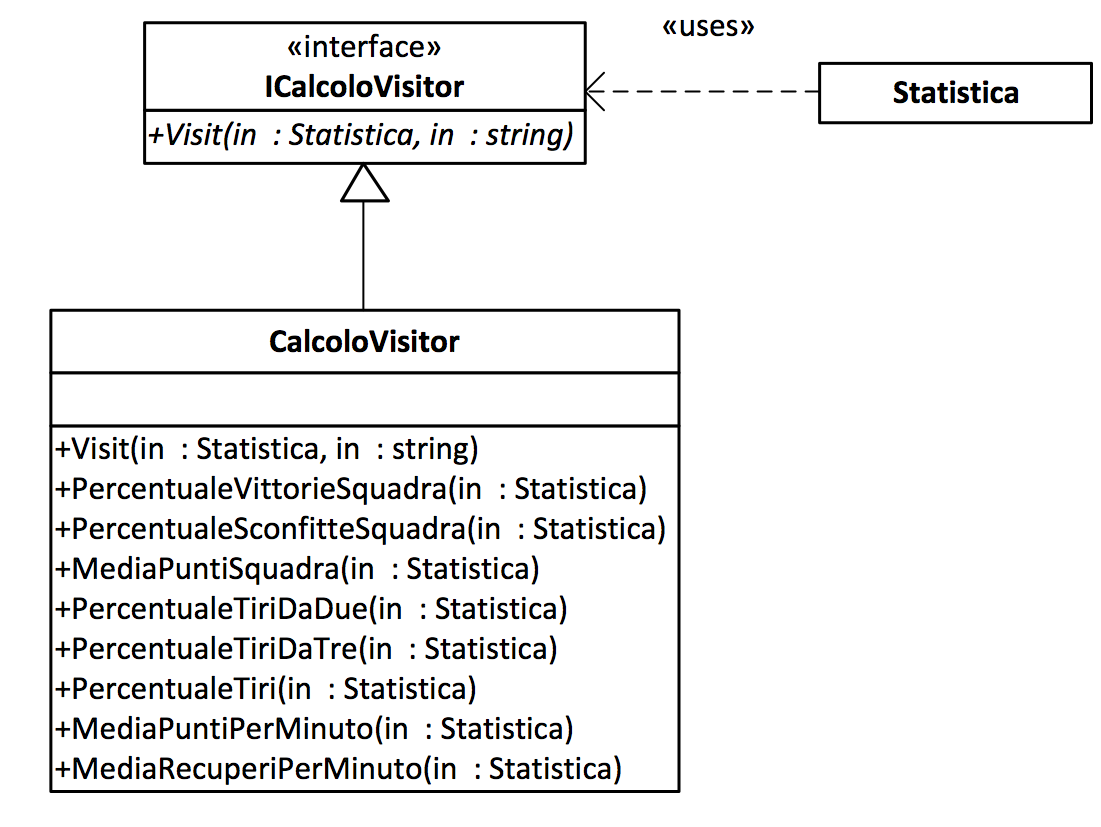 «uses»
«interface»
ICalcoloVisitor
Statistica
+Visit(in : Statistica, in : string)
CalcoloVisitor
+Visit(in : Statistica, in : string)
+PercentualeVittorieSquadra(in : Statistica)
+PercentualeSconfitteSquadra(in : Statistica)
+MediaPuntiSquadra(in : Statistica)
+PercentualeTiriDaDue(in : Statistica)
+PercentualeTiriDaTre(in : Statistica)
+PercentualeTiri(in : Statistica)
+MediaPuntiPerMinuto(in : Statistica)
+MediaRecuperiPerMinuto(in : Statistica)